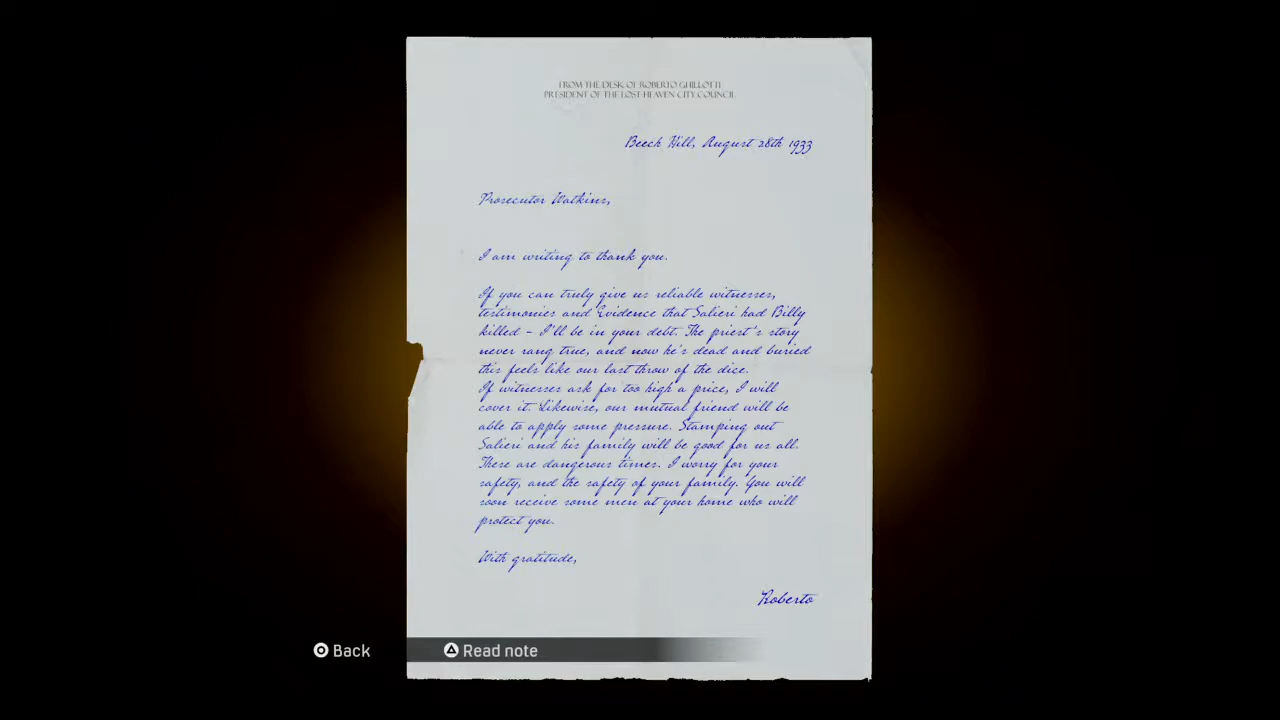 FROM THE DESK OF ROBERTO GHILLOTTI
PRESIDENT OF THE LOST HEAVEN CITY COUNCIL
Beech Hill, August 28th 1933
Prosecutor Watkins,
I am writing to thank you.
If you can truly give us reliable witnesses,
testimonies and Evidence that Salieri had Billy
killed – I'll be in your debt. The priest's story
never rang true, and now he's dead and buried
this feels like our last throw of the dice.
If witnesses ask for too high a price, I will
cover it. Likewise, our mutual friend will be
able to apply some pressure. Stamping out
Salieri and his family will be good for us all.
These are dangerous times. I worry for your
safety, and the safety of your family. You will
soon receive some men at your home who will
protect you.
With gratitude,
Roberto
Back
Read note